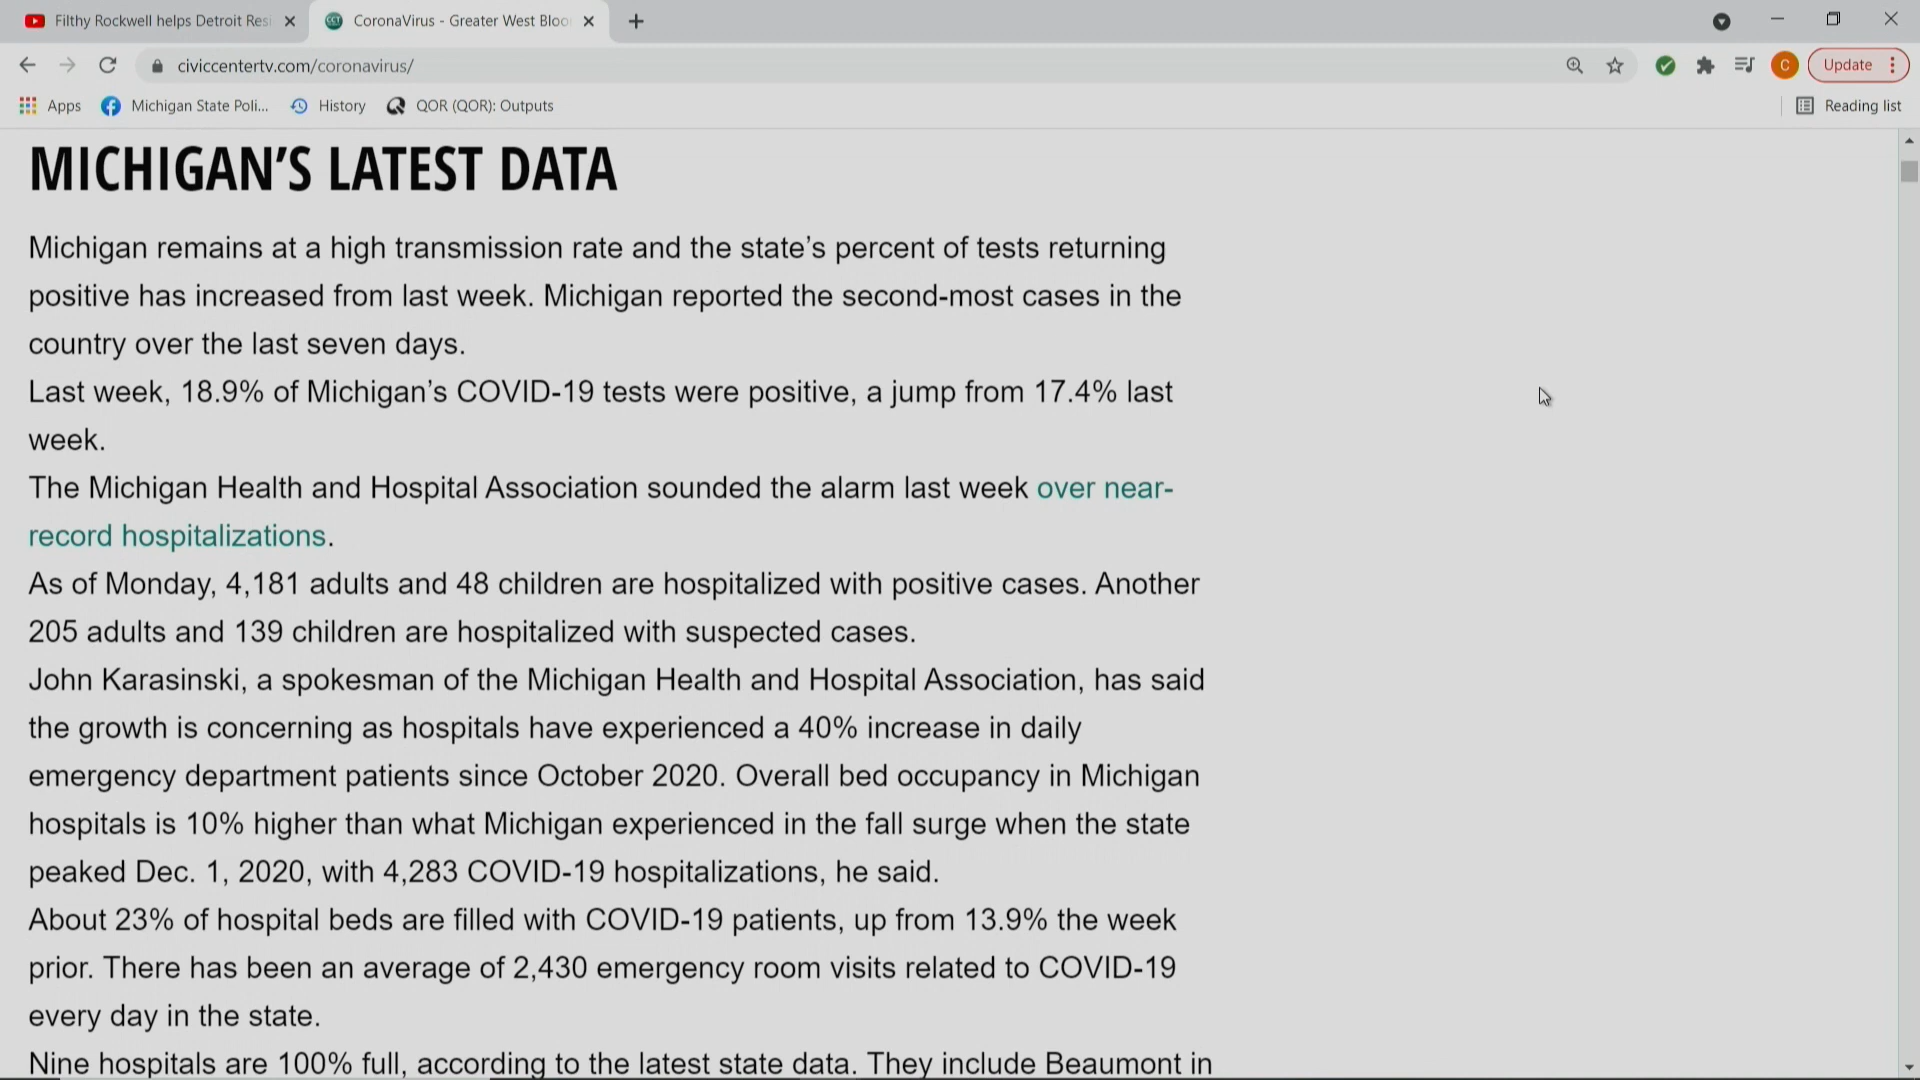 Filthy Rockwell helps Detroit Resi
CoronaVirus - Greater West Bloo
civiccentertv.com/coronavirus/
C
Update
Apps
Michigan State Poli...
History
QOR (QOR): Outputs
Reading list
MICHIGAN'S LATEST DATA
Michigan remains at a high transmission rate and the state's percent of tests returning
positive has increased from last week. Michigan reported the second-most cases in the
country over the last seven days.
Last week, 18.9% of Michigan's COVID-19 tests were positive, a jump from 17.4% last
week.
The Michigan Health and Hospital Association sounded the alarm last week over near-
record hospitalizations.
As of Monday, 4,181 adults and 48 children are hospitalized with positive cases. Another
205 adults and 139 children are hospitalized with suspected cases.
John Karasinski, a spokesman of the Michigan Health and Hospital Association, has said
the growth is concerning as hospitals have experienced a 40% increase in daily
emergency department patients since October 2020. Overall bed occupancy in Michigan
hospitals is 10% higher than what Michigan experienced in the fall surge when the state
peaked Dec. 1, 2020, with 4,283 COVID-19 hospitalizations, he said.
About 23% of hospital beds are filled with COVID-19 patients, up from 13.9% the week
prior. There has been an average of 2,430 emergency room visits related to COVID-19
every day in the state.
Nine hospitals are 100% full, according to the latest state data. They include Beaumont in